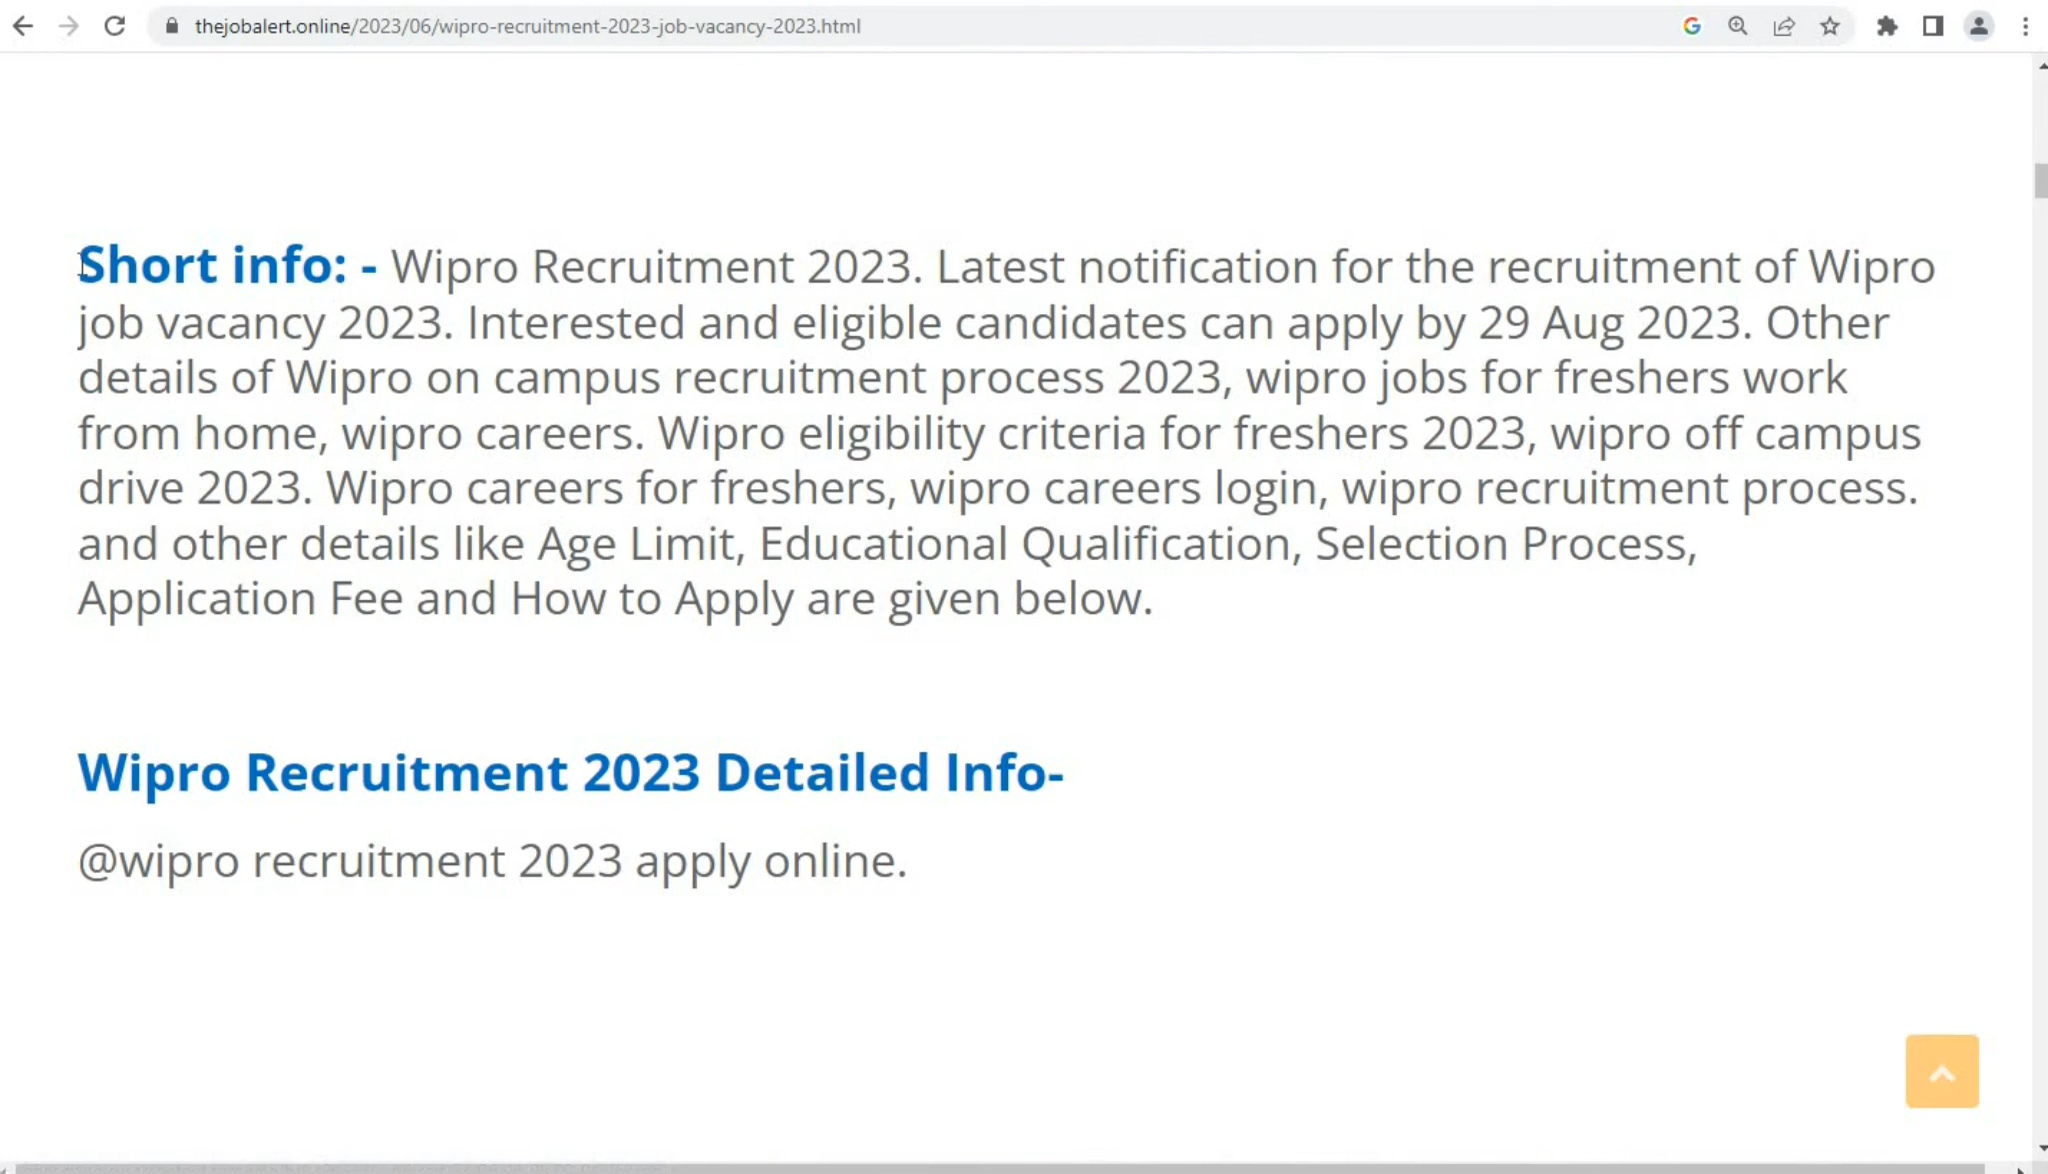 thejobalert.online/2023/06/wipro-recruitment-2023-job-vacancy-2023.html
Short info: - Wipro Recruitment 2023. Latest notification for the recruitment of Wipro
job vacancy 2023. Interested and eligible candidates can apply by 29 Aug 2023. Other
details of Wipro on campus recruitment process 2023, wipro jobs for freshers work
from home, wipro careers. Wipro eligibility criteria for freshers 2023, wipro off campus
drive 2023. Wipro careers for freshers, wipro careers login, wipro recruitment process.
and other details like Age Limit, Educational Qualification, Selection Process,
Application Fee and How to Apply are given below.
Wipro Recruitment 2023 Detailed Info-
@wipro recruitment 2023 apply online.